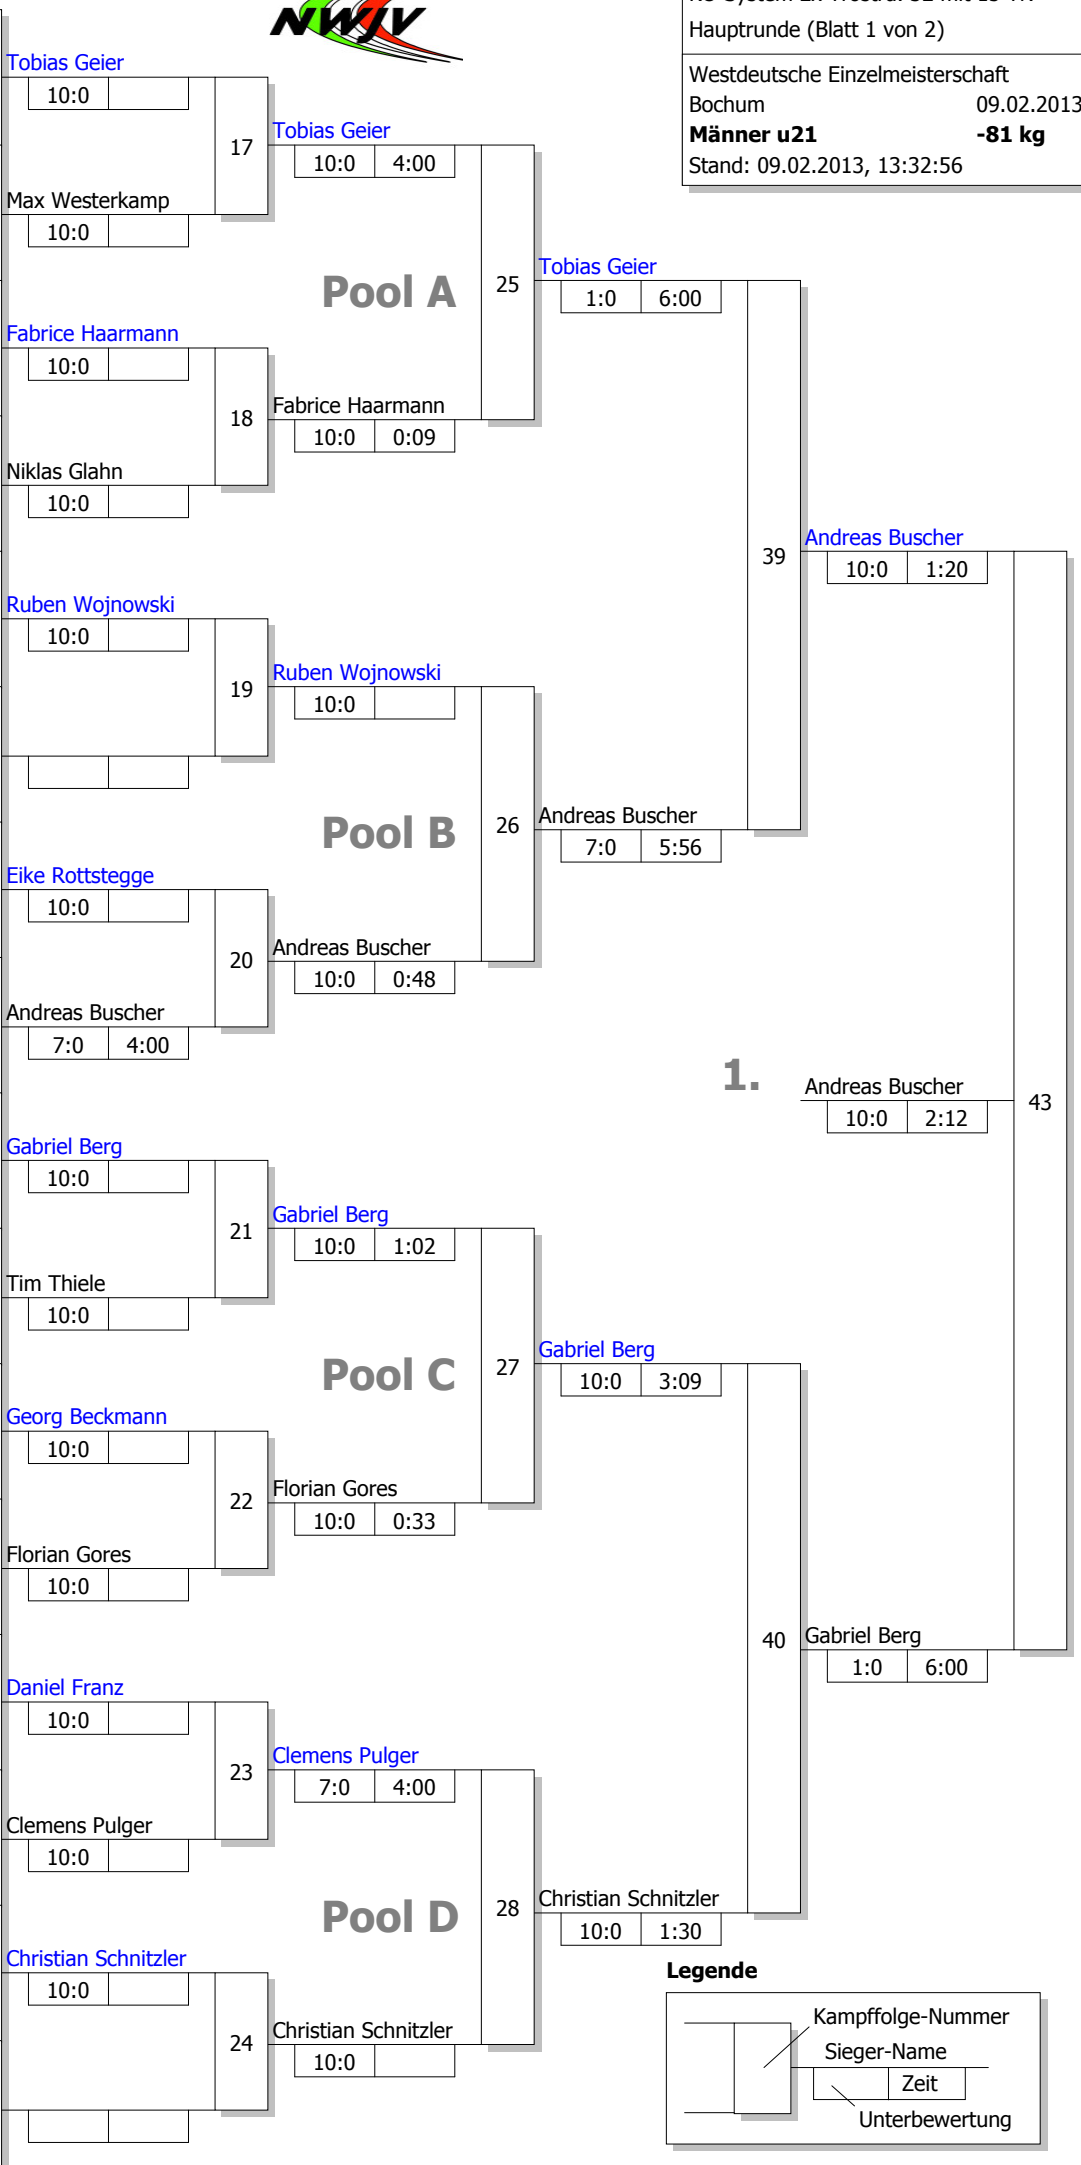 NWJV
Hauptrunde (Blatt 1 von 2)
Westdeutsche Einzelmeisterschaft
Bochum 09.02.2013
Männer u21 -81 kg
Stand: 09.02.2013, 13:32:56
Tobias Geier
10:0
17
Tobias Geier
10:0 4:00
Max Westerkamp
10:0
Pool A
25
Tobias Geier
1:0 6:00
Fabrice Haarmann
10:0
18
Fabrice Haarmann
10:0 0:09
Niklas Glahn
10:0
39
Andreas Buscher
10:0 1:20
Ruben Wojnowski
10:0
19
Ruben Wojnowski
10:0
Pool B
26
Andreas Buscher
7:0 5:56
Eike Rottstegge
10:0
20
Andreas Buscher
10:0 0:48
Andreas Buscher
7:0 4:00
1.
Andreas Buscher
10:0 2:12
43
Gabriel Berg
10:0
21
Gabriel Berg
10:0 1:02
Tim Thiele
10:0
Pool C
27
Gabriel Berg
10:0 3:09
Georg Beckmann
10:0
22
Florian Gores
10:0 0:33
Florian Gores
10:0
40
Gabriel Berg
1:0 6:00
Daniel Franz
10:0
23
Clemens Pulger
7:0 4:00
Clemens Pulger
10:0
Pool D
28
Christian Schnitzler
10:0 1:30
Christian Schnitzler
10:0
24
Christian Schnitzler
10:0
Legende
Kampffolge-Nummer
Sieger-Name
Zeit
Unterbewertung